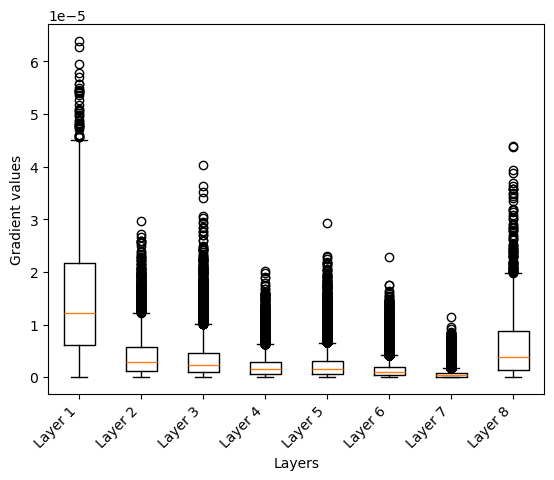 1e−5
6
5
4
3
2
1
0
Gradient values
Layer 1
Layer 2
Layer 3
Layer 4
Layer 5
Layer 6
Layer 7
Layer 8
Layers